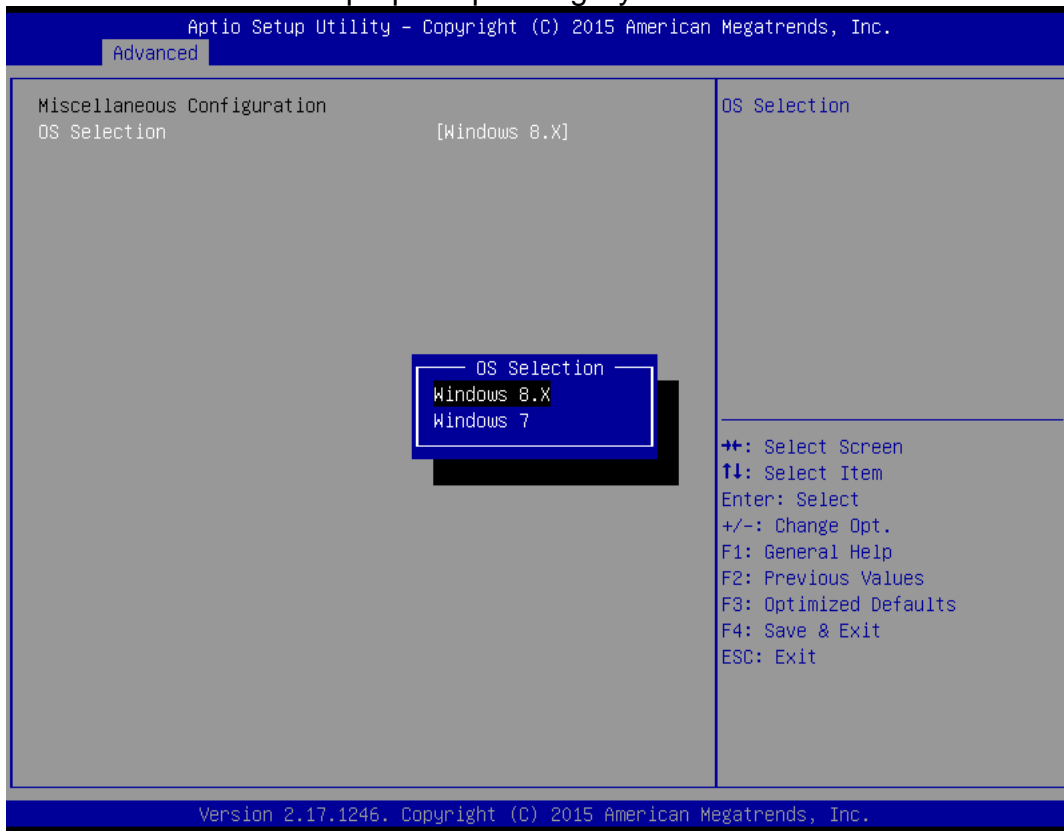 Aptio Setup Utility – Copyright (C) 2015 American Megatrends, Inc.
Advanced
Miscellaneous Configuration
OS Selection [Windows 8.X]
OS Selection
OS Selection
Windows 8.X
Windows 7
→←: Select Screen
↑↓: Select Item
Enter: Select
+/-: Change Opt.
F1: General Help
F2: Previous Values
F3: Optimized Defaults
F4: Save & Exit
ESC: Exit
Version 2.17.1246. Copyright (C) 2015 American Megatrends, Inc.